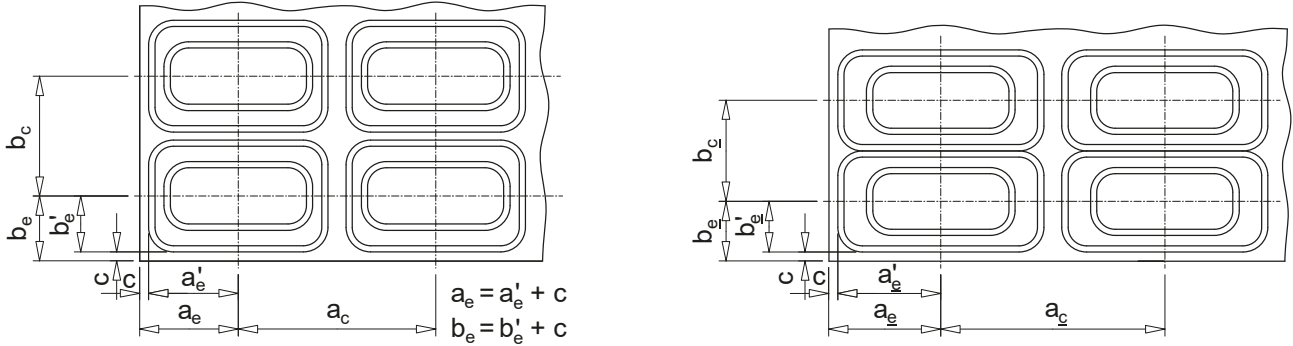 b_c
b_e
b'_e
c
c
a'_e
a_e
a_c
a_e = a'_e + c
b_e = b'_e + c
b_c
b_e
b'_e
c
c
a'_e
a_e
a_c